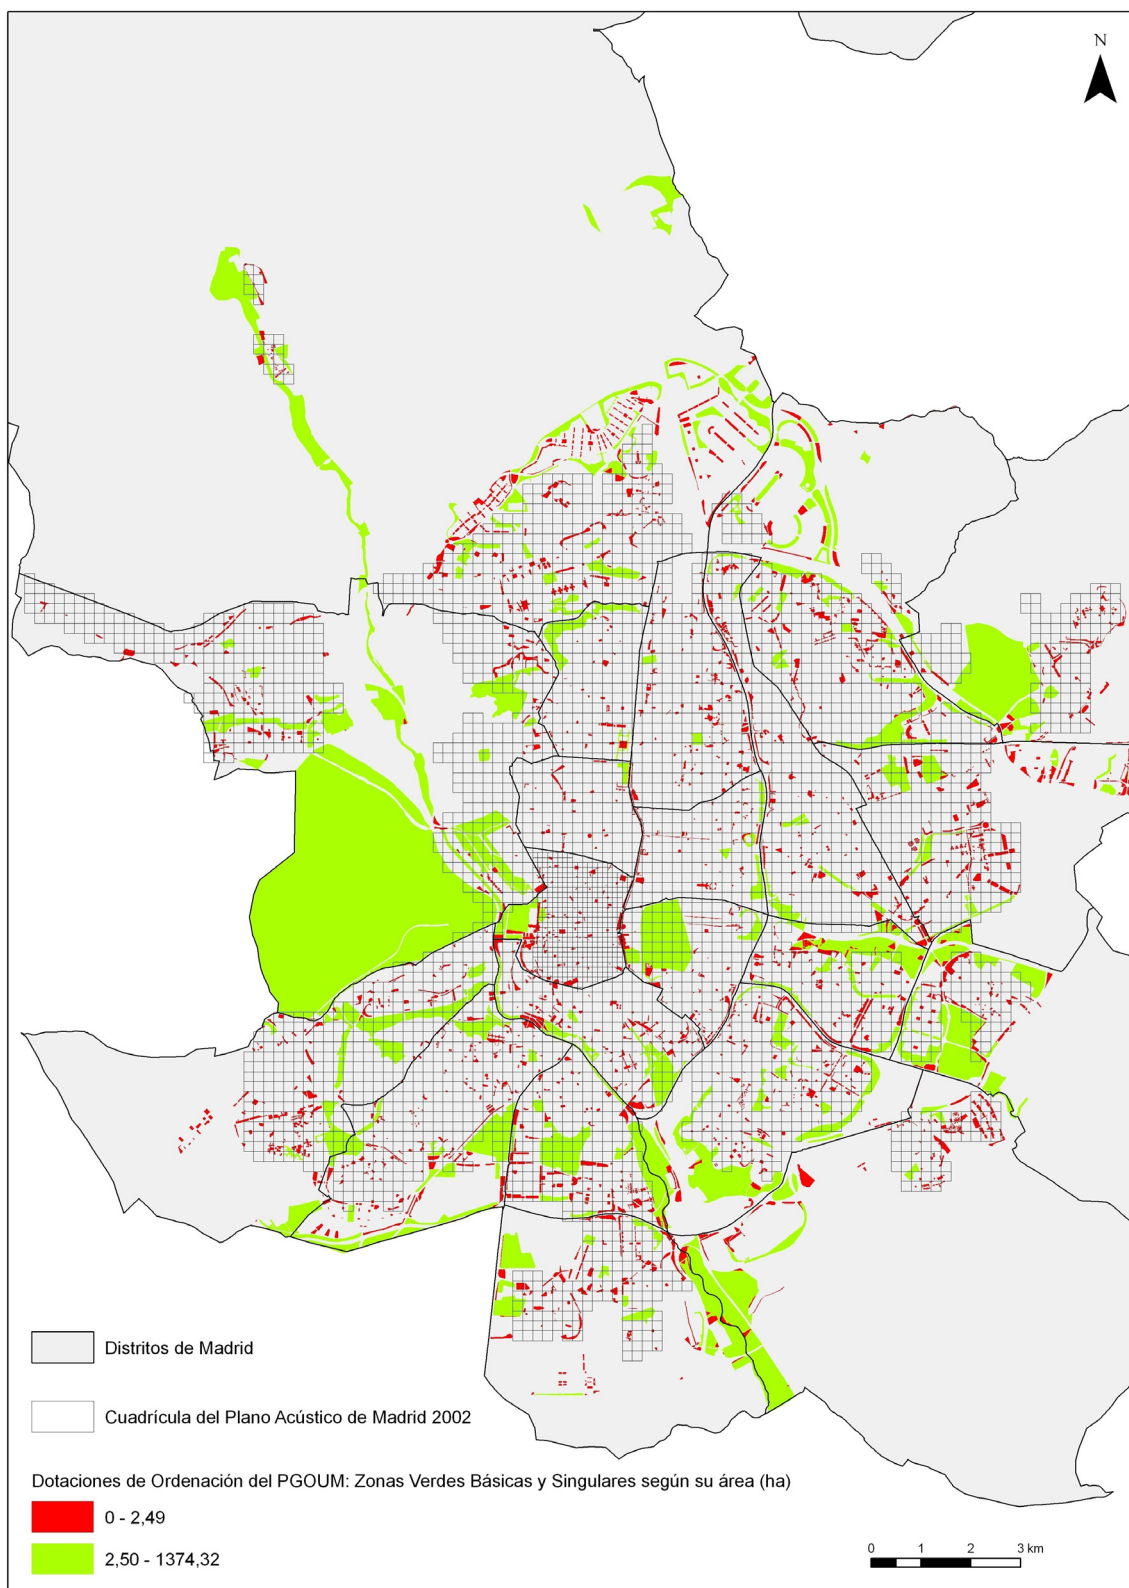 N
Distritos de Madrid
Cuadrícula del Plano Acústico de Madrid 2002
Dotaciones de Ordenación del PGOUM: Zonas Verdes Básicas y Singulares según su área (ha)
0 - 2,49
2,50 - 1374,32
0 1 2 3 km